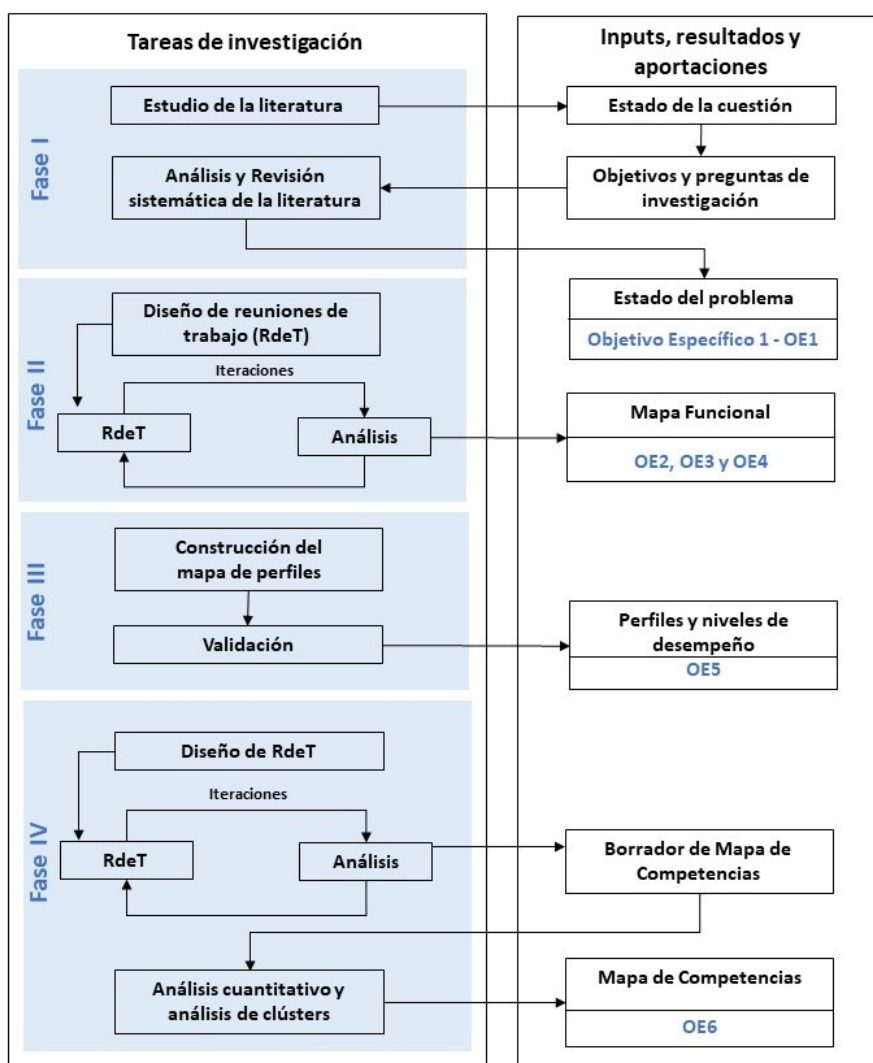 Tareas de investigación
Inputs, resultados y
aportaciones
Fase I
Estudio de la literatura
Estado de la cuestión
Análisis y Revisión
sistemática de la literatura
Objetivos y preguntas de
investigación
Estado del problema
Objetivo Específico 1 - OE1
Fase II
Diseño de reuniones de
trabajo (RdeT)
Iteraciones
RdeT
Análisis
Mapa Funcional
OE2, OE3 y OE4
Fase III
Construcción del
mapa de perfiles
Validación
Perfiles y niveles de
desempeño
OE5
Fase IV
Diseño de RdeT
Iteraciones
RdeT
Análisis
Borrador de Mapa de
Competencias
Análisis cuantitativo y
análisis de clústers
Mapa de Competencias
OE6